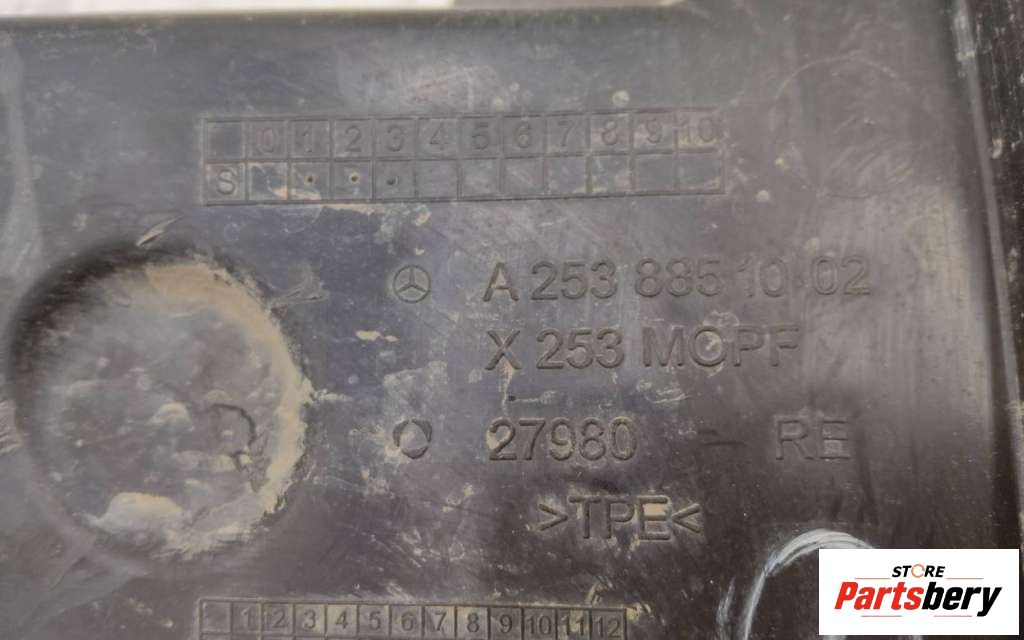 0 1 2 3 4 5 6 7 8 9 10
S
A 253 885 10 02
X 253 MOPF
27980 - RE
>TPE<
1 2 3 4 5 6 7 8 9 10 11 12
STORE
Partsbery